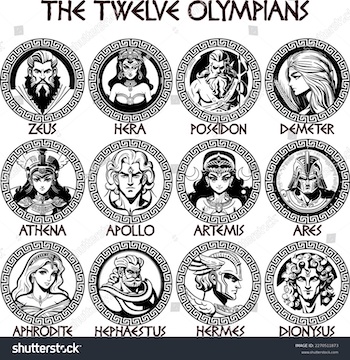 THE TWELVE OLYMPIANS
ZEUS HERA POSEIDON DEMETER
ATHENA APOLLO ARTEMIS ARES
APHRODITE HEPHAESTUS HERMES DIONYSUS
shutterstock